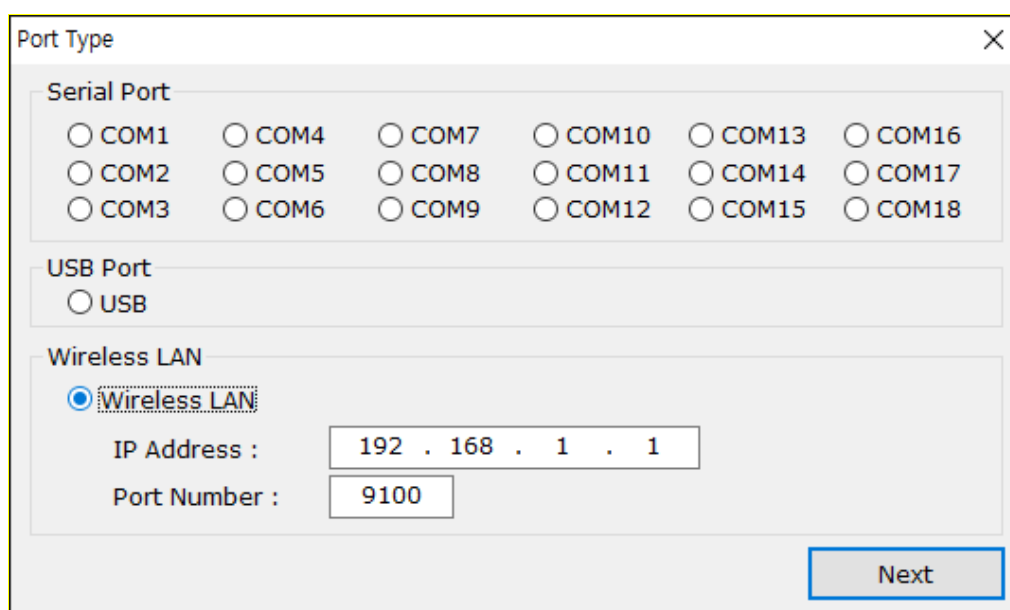 Port Type
Serial Port
COM1 COM4 COM7 COM10 COM13 COM16
COM2 COM5 COM8 COM11 COM14 COM17
COM3 COM6 COM9 COM12 COM15 COM18
USB Port
USB
Wireless LAN
Wireless LAN
IP Address : 192 . 168 . 1 . 1
Port Number : 9100
Next